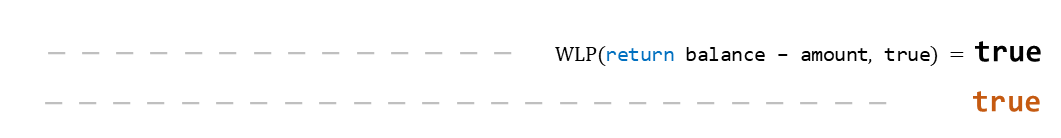 WLP(return balance – amount, true) = true
true